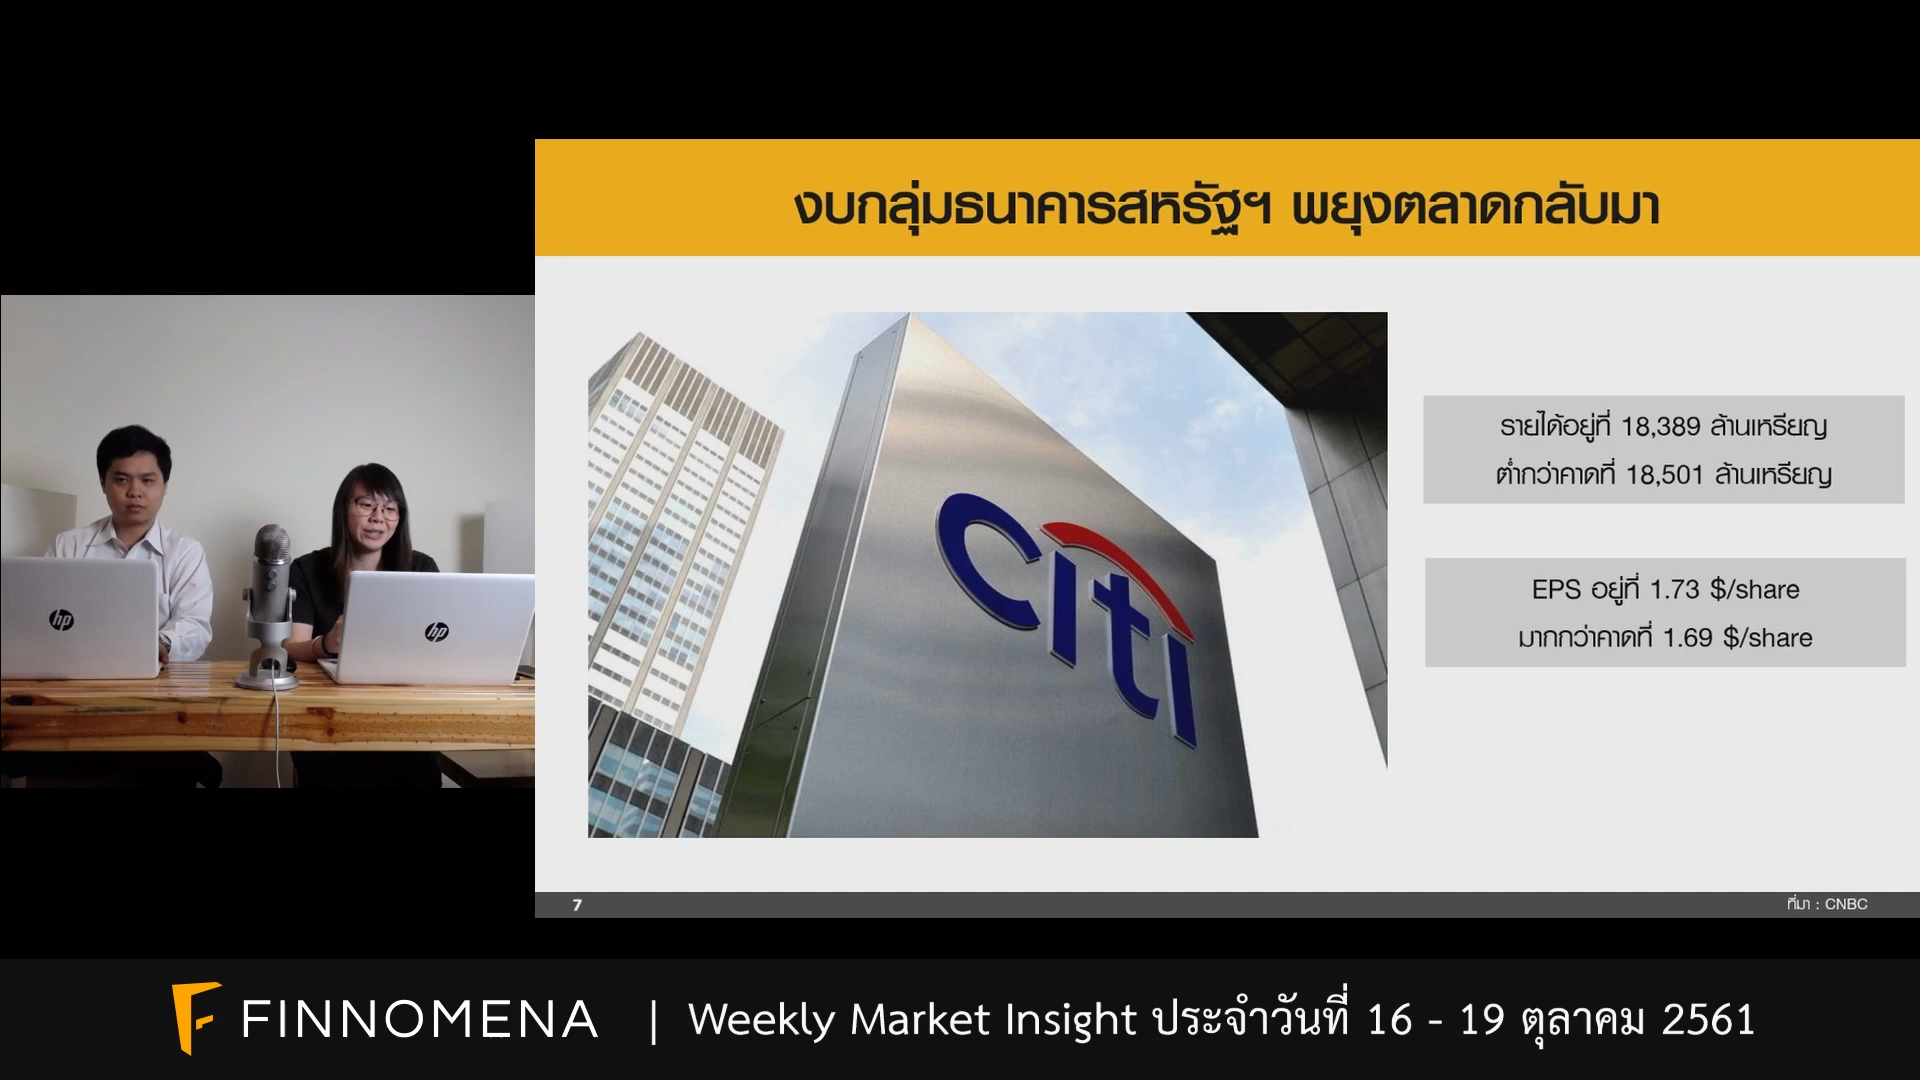 งบกลุ่มธนาคารสหรัฐฯ พยุงตลาดกลับมา
citi
รายได้อยู่ที่ 18,389 ล้านเหรียญ
ต่ำกว่าคาดที่ 18,501 ล้านเหรียญ
EPS อยู่ที่ 1.73 $/share
มากกว่าคาดที่ 1.69 $/share
hp
hp
7
ที่มา : CNBC
FINNOMENA | Weekly Market Insight ประจำวันที่ 16 - 19 ตุลาคม 2561